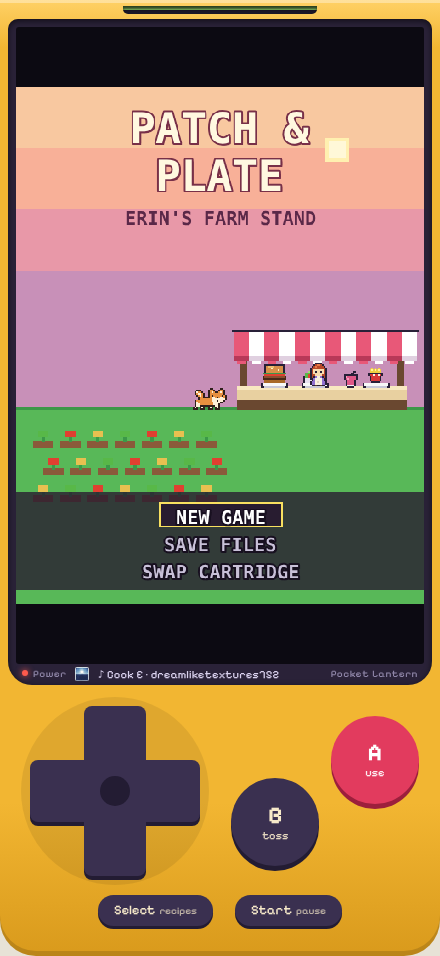 PATCH &
PLATE
ERIN'S FARM STAND
NEW GAME
SAVE FILES
SWAP CARTRIDGE
Power ♪ Cook E · dreamliketextures792 Pocket Lantern
A
use
B
toss
Select recipes Start pause